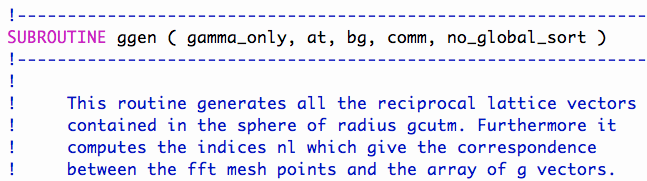 !---------------------------------------------------------------
SUBROUTINE ggen ( gamma_only, at, bg, comm, no_global_sort )
!---------------------------------------------------------------
!
!     This routine generates all the reciprocal lattice vectors
!     contained in the sphere of radius gcutm. Furthermore it
!     computes the indices nl which give the correspondence
!     between the fft mesh points and the array of g vectors.